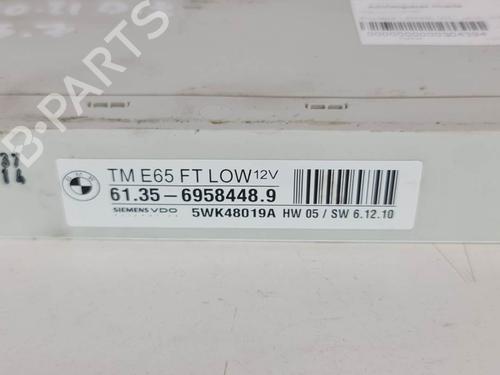 TM E65 FT LOW 12V
61.35-6958448.9
SIEMENS VDO 5WK48019A HW 05 / SW 6.12.10
14
B-Parts